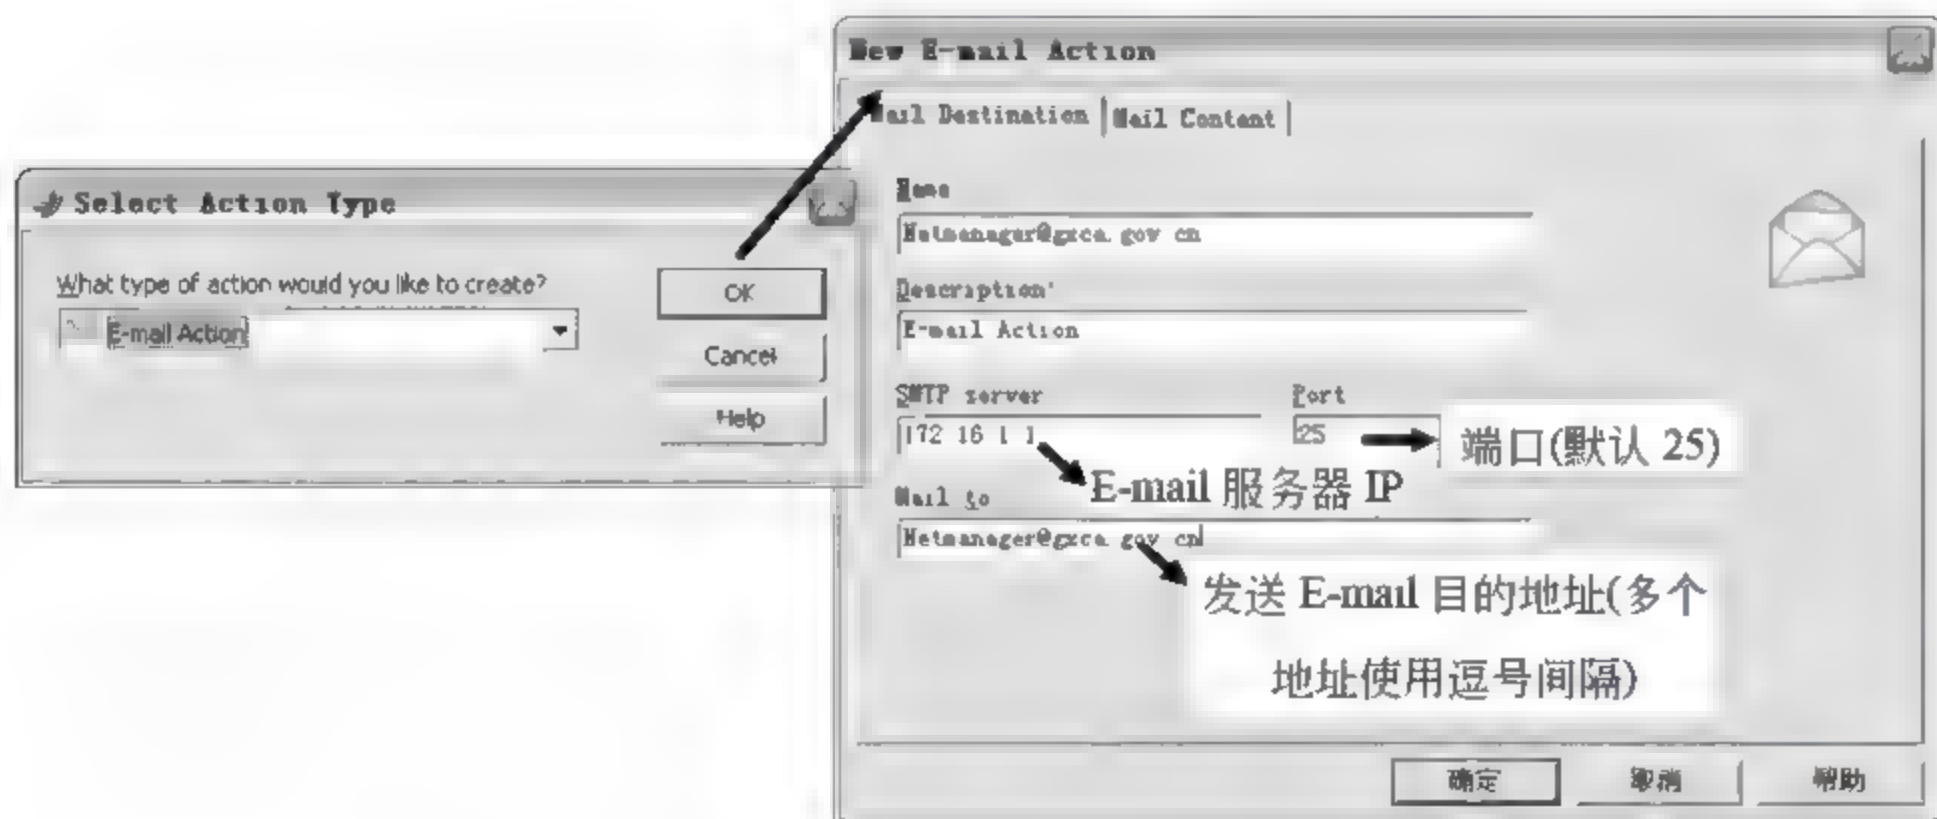 Select Action Type
What type of action would you like to create?
E-mail Action
OK
Cancel
Help
New E-mail Action
Mail Destination
Mail Content
Name
Netmanager@gxca.gov cn
Description
E-mail Action
SMTP server
Port
172 16 1 1
25
端口(默认 25)
E-mail 服务器 IP
Mail to
Netmanager@gxca gov cn
发送 E-mail 目的地址(多个
地址使用逗号间隔)
确定
取消
帮助